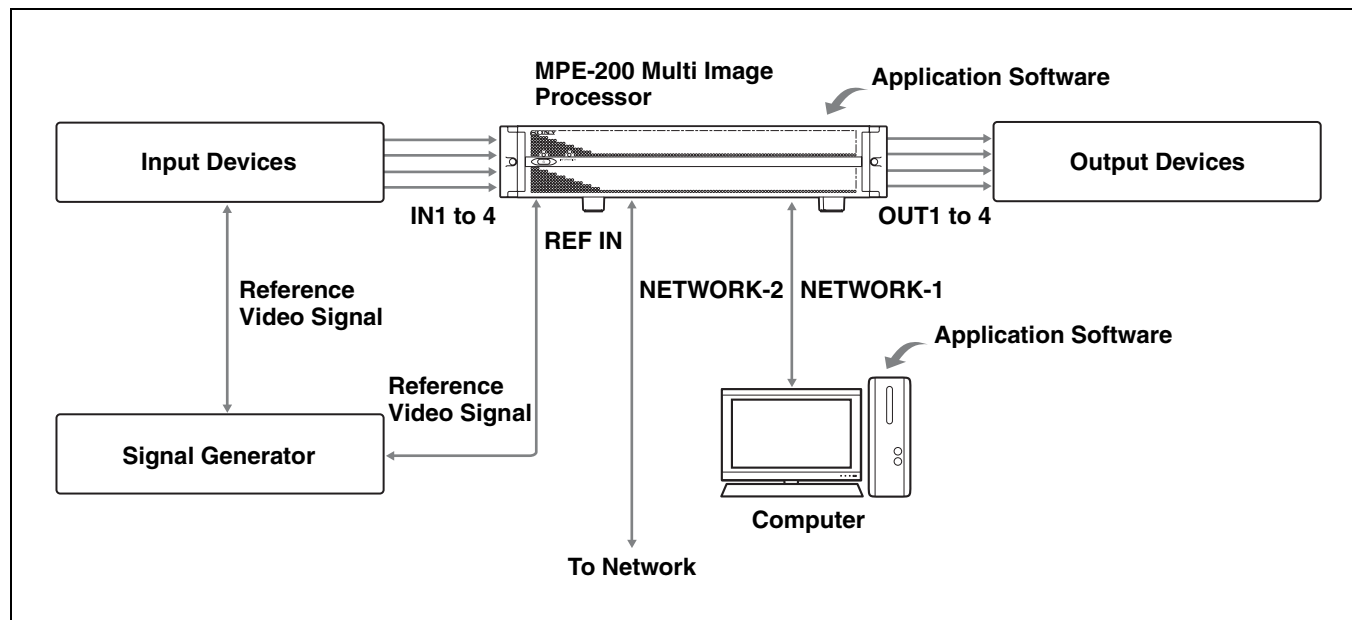 MPE-200 Multi Image
Processor
Application Software
Input Devices
Output Devices
IN1 to 4
OUT1 to 4
REF IN
NETWORK-2
NETWORK-1
Reference
Video Signal
Application Software
Reference
Video Signal
Signal Generator
Computer
To Network